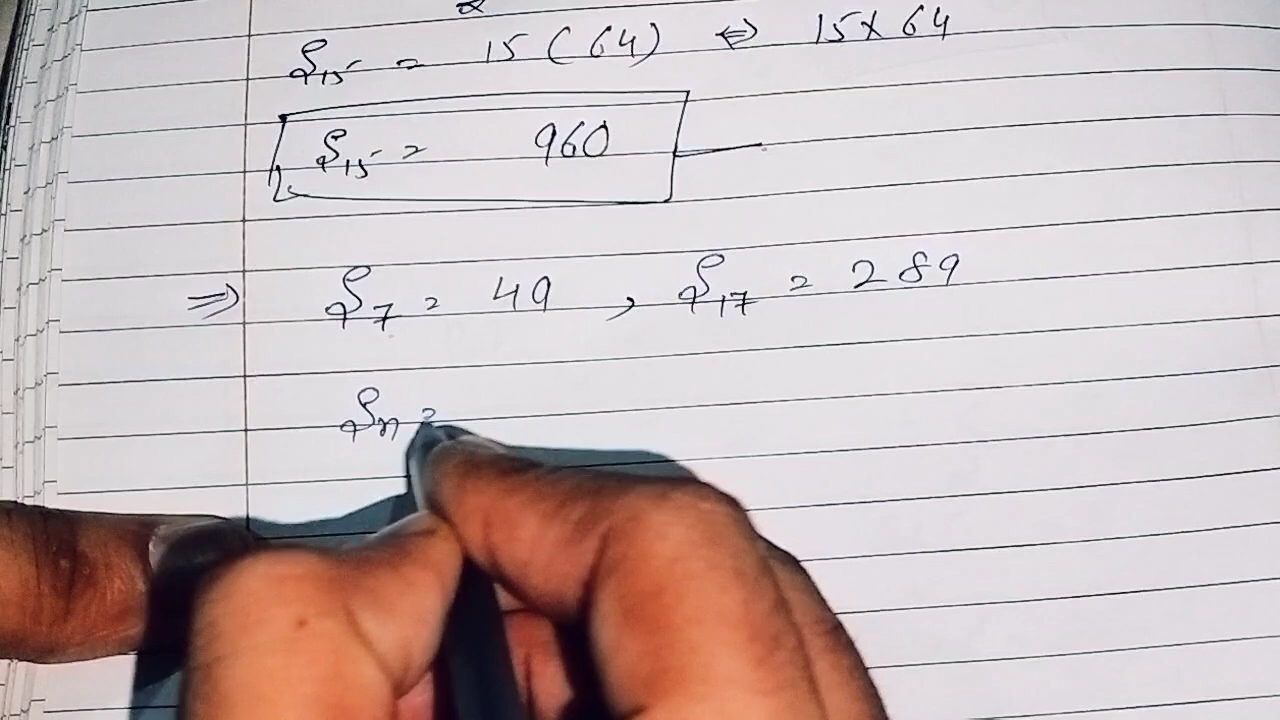 S₁₅ = 15 (64) ⇔ 15 x 64
S₁₅ = 960
⇒ S₇ = 49 , S₁₇ = 289
Sₙ =